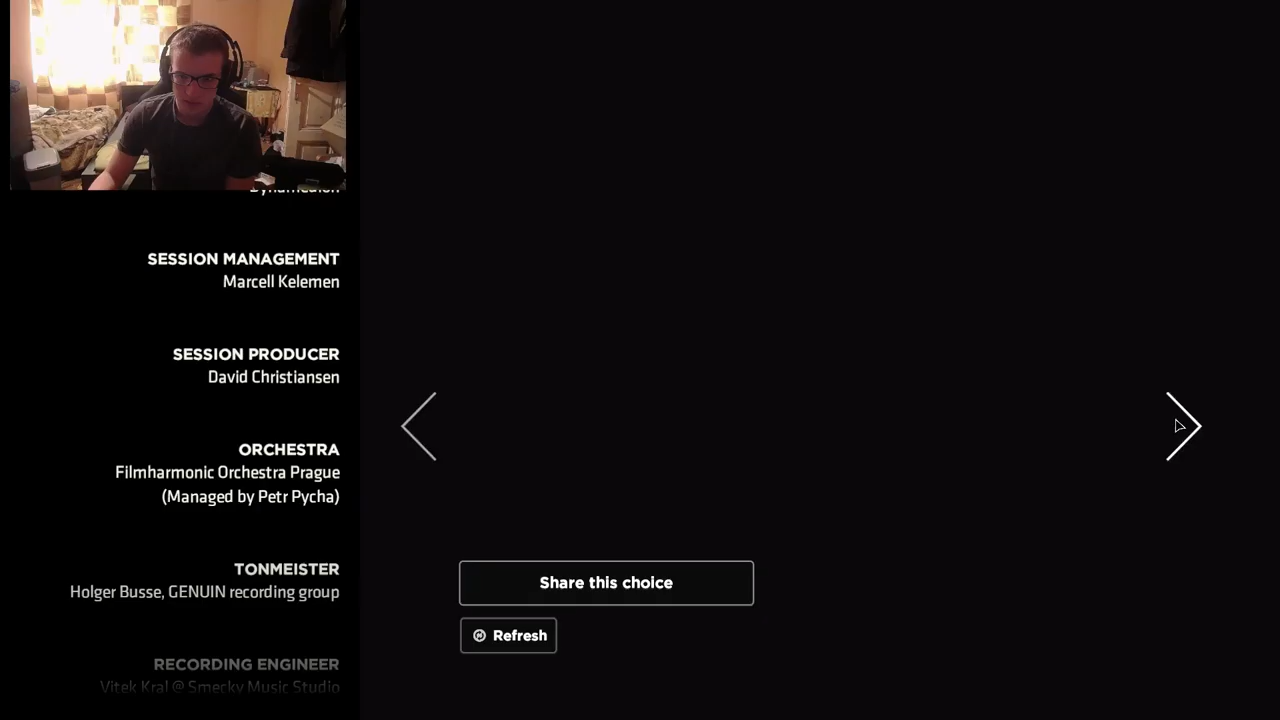 SESSION MANAGEMENT
Marcell Kelemen
SESSION PRODUCER
David Christiansen
ORCHESTRA
Filmharmonic Orchestra Prague
(Managed by Petr Pycha)
TONMEISTER
Holger Busse, GENUIN recording group
RECORDING ENGINEER
Vitek Kral @ Smecky Music Studio
Share this choice
Refresh